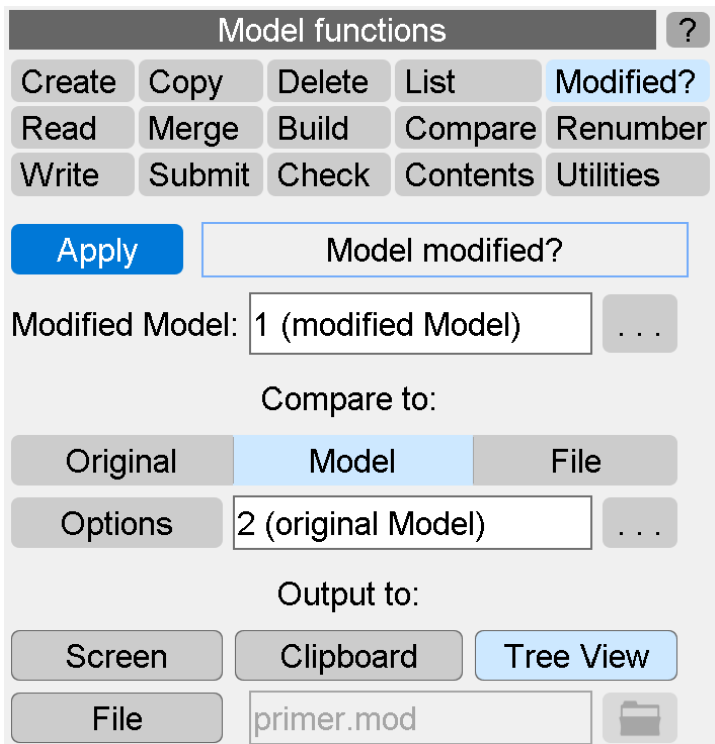 Model functions ?
Create Copy Delete List Modified?
Read Merge Build Compare Renumber
Write Submit Check Contents Utilities
Apply Model modified?
Modified Model: 1 (modified Model) . . .
Compare to:
Original Model File
Options 2 (original Model) . . .
Output to:
Screen Clipboard Tree View
File primer.mod